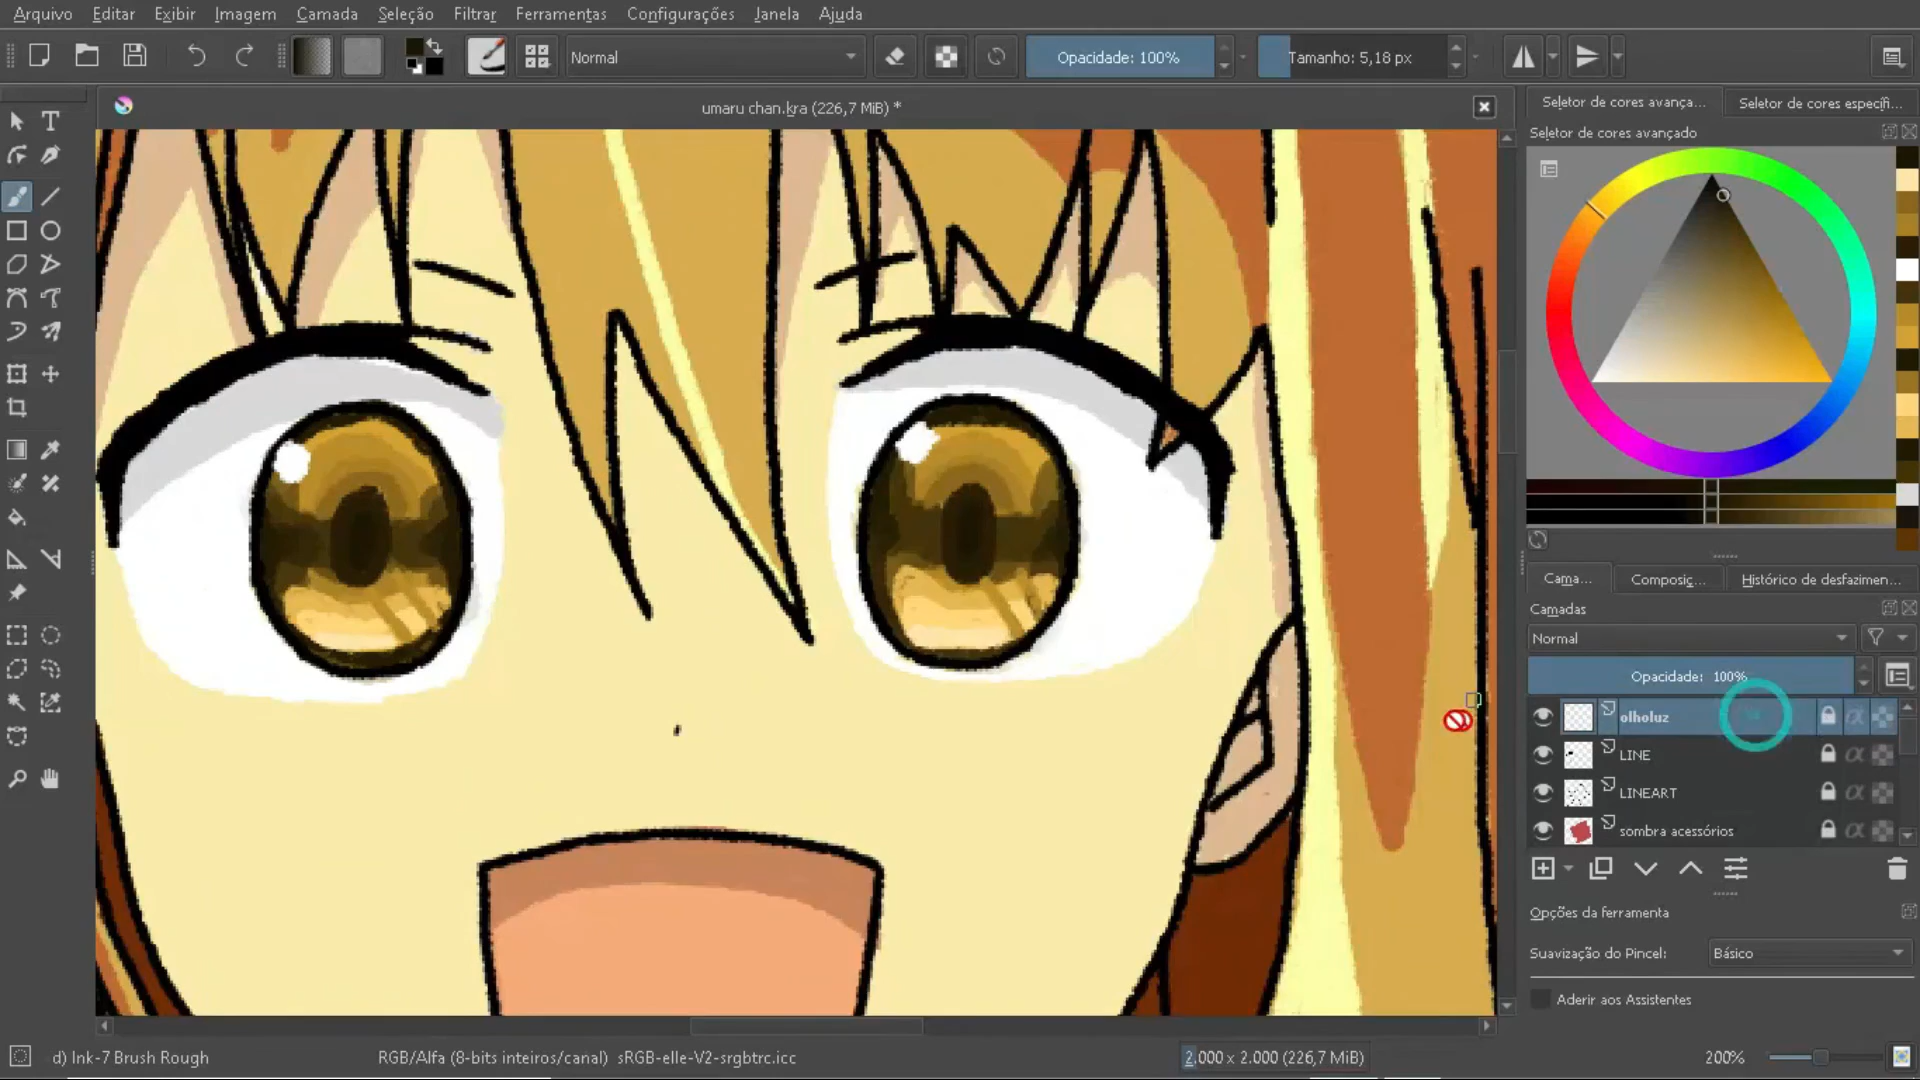 Arquivo Editar Exibir Imagem Camada Seleção Filtrar Ferramentas Configurações Janela Ajuda
Normal Opacidade: 100% Tamanho: 5,18 px
umaru chan.kra (226,7 MiB) *
Seletor de cores avança... Seletor de cores específi...
Seletor de cores avançado
Cama... Composiç... Histórico de desfazimen...
Camadas
Normal
Opacidade: 100%
olholuz
LINE
LINEART
sombra acessórios
Opções da ferramenta
Suavização do Pincel: Básico
Aderir aos Assistentes
d) Ink-7 Brush Rough RGB/Alfa (8-bits inteiros/canal) sRGB-elle-V2-srgbtrc.icc 2.000 x 2.000 (226,7 MiB) 200%